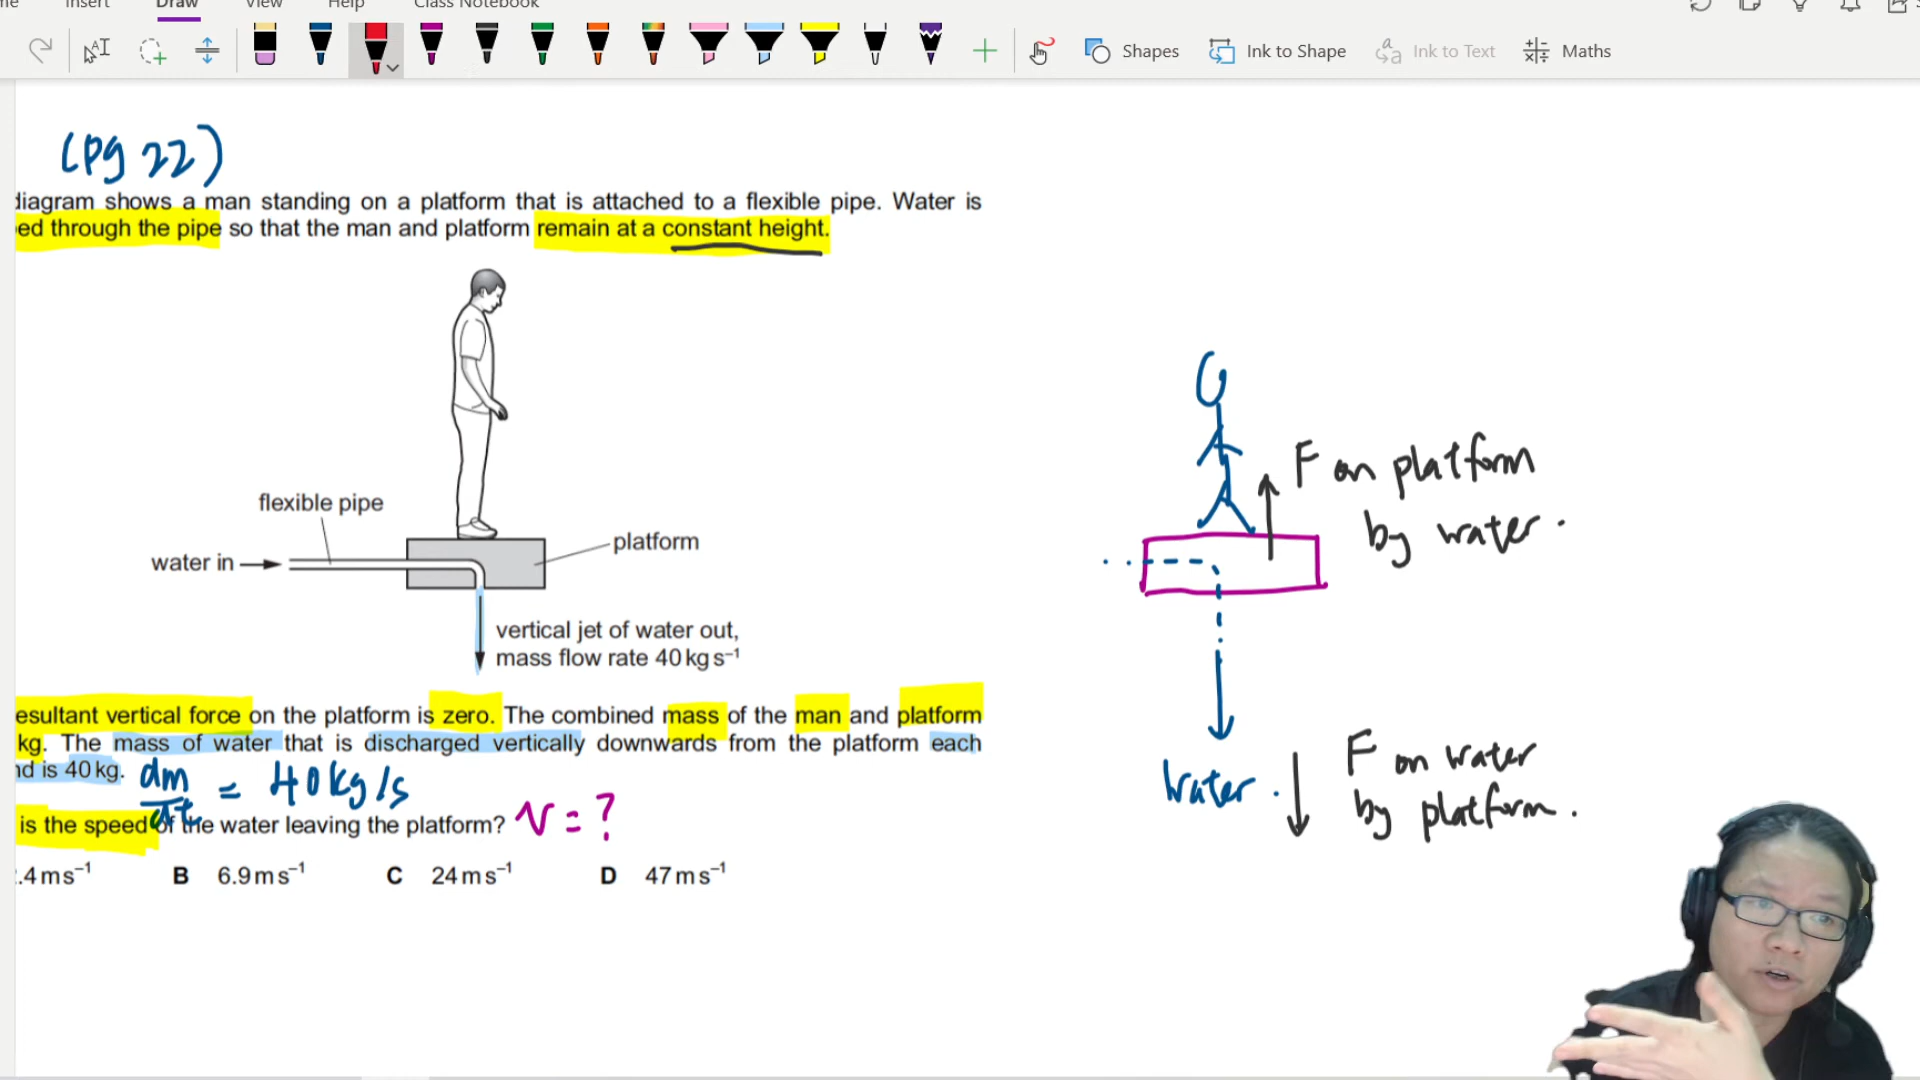 Insert Draw View Help Class Notebook
Shapes Ink to Shape Ink to Text Maths
(pg 22)
diagram shows a man standing on a platform that is attached to a flexible pipe. Water is
ed through the pipe so that the man and platform remain at a constant height.
flexible pipe
water in
platform
vertical jet of water out,
mass flow rate 40 kg s⁻¹
F on platform
by water.
esultant vertical force on the platform is zero. The combined mass of the man and platform
kg. The mass of water that is discharged vertically downwards from the platform each
nd is 40 kg.
dm/dt = 40 kg/s
is the speed of the water leaving the platform? v = ?
.4 m s⁻¹ B 6.9 m s⁻¹ C 24 m s⁻¹ D 47 m s⁻¹
Water.
F on water
by platform.